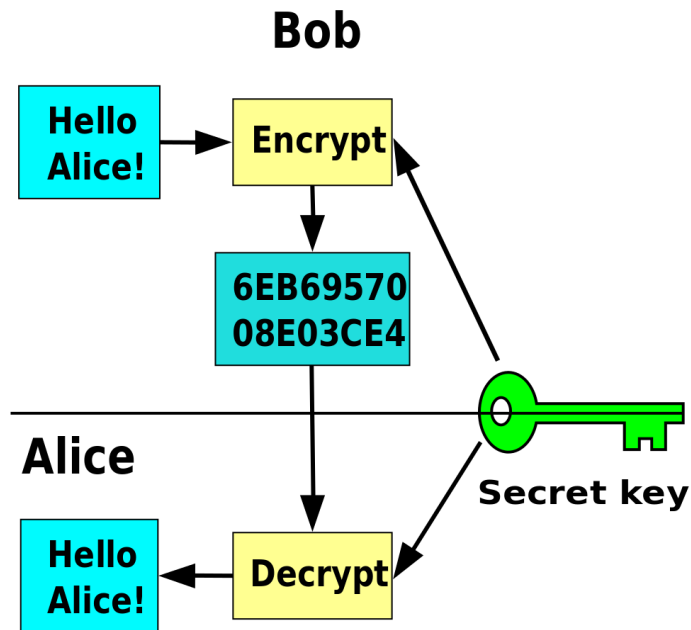 Bob
Hello
Alice!
Encrypt
6EB69570
08E03CE4
Alice
Secret key
Hello
Alice!
Decrypt